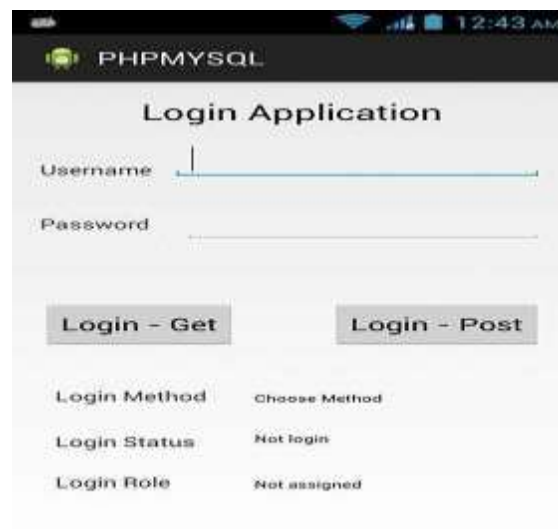 12:43 AM
PHPMYSQL
Login Application
Username
Password
Login - Get Login - Post
Login Method Choose Method
Login Status Not login
Login Role Not assigned